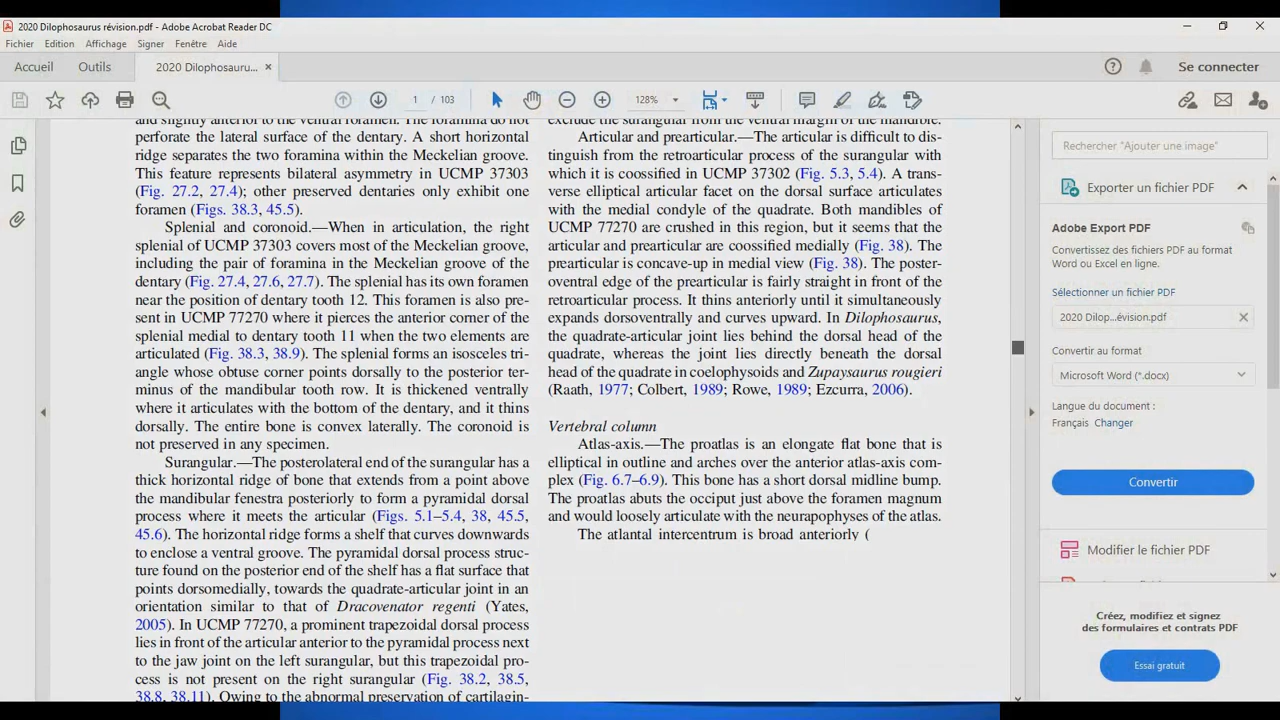 2020 Dilophosaurus révision.pdf - Adobe Acrobat Reader DC
Fichier Edition Affichage Signer Fenêtre Aide
Accueil Outils 2020 Dilophosauru... × Se connecter
1 / 103 128%
and slightly anterior to the ventral foramen. The foramina do not
perforate the lateral surface of the dentary. A short horizontal
ridge separates the two foramina within the Meckelian groove.
This feature represents bilateral asymmetry in UCMP 37303
(Fig. 27.2, 27.4); other preserved dentaries only exhibit one
foramen (Figs. 38.3, 45.5).
Splenial and coronoid.—When in articulation, the right
splenial of UCMP 37303 covers most of the Meckelian groove,
including the pair of foramina in the Meckelian groove of the
dentary (Fig. 27.4, 27.6, 27.7). The splenial has its own foramen
near the position of dentary tooth 12. This foramen is also pre-
sent in UCMP 77270 where it pierces the anterior corner of the
splenial medial to dentary tooth 11 when the two elements are
articulated (Fig. 38.3, 38.9). The splenial forms an isosceles tri-
angle whose obtuse corner points dorsally to the posterior ter-
minus of the mandibular tooth row. It is thickened ventrally
where it articulates with the bottom of the dentary, and it thins
dorsally. The entire bone is convex laterally. The coronoid is
not preserved in any specimen.
Surangular.—The posterolateral end of the surangular has a
thick horizontal ridge of bone that extends from a point above
the mandibular fenestra posteriorly to form a pyramidal dorsal
process where it meets the articular (Figs. 5.1–5.4, 38, 45.5,
45.6). The horizontal ridge forms a shelf that curves downwards
to enclose a ventral groove. The pyramidal dorsal process struc-
ture found on the posterior end of the shelf has a flat surface that
points dorsomedially, towards the quadrate-articular joint in an
orientation similar to that of Dracovenator regenti (Yates,
2005). In UCMP 77270, a prominent trapezoidal dorsal process
lies in front of the articular anterior to the pyramidal process next
to the jaw joint on the left surangular, but this trapezoidal pro-
cess is not present on the right surangular (Fig. 38.2, 38.5,
38.8, 38.11). Owing to the abnormal preservation of cartilagin-
exclude the surangular from the ventral margin of the mandible.
Articular and prearticular.—The articular is difficult to dis-
tinguish from the retroarticular process of the surangular with
which it is coossified in UCMP 37302 (Fig. 5.3, 5.4). A trans-
verse elliptical articular facet on the dorsal surface articulates
with the medial condyle of the quadrate. Both mandibles of
UCMP 77270 are crushed in this region, but it seems that the
articular and prearticular are coossified medially (Fig. 38). The
prearticular is concave-up in medial view (Fig. 38). The poster-
oventral edge of the prearticular is fairly straight in front of the
retroarticular process. It thins anteriorly until it simultaneously
expands dorsoventrally and curves upward. In Dilophosaurus,
the quadrate-articular joint lies behind the dorsal head of the
quadrate, whereas the joint lies directly beneath the dorsal
head of the quadrate in coelophysoids and Zupaysaurus rougieri
(Raath, 1977; Colbert, 1989; Rowe, 1989; Ezcurra, 2006).
Vertebral column
Atlas-axis.—The proatlas is an elongate flat bone that is
elliptical in outline and arches over the anterior atlas-axis com-
plex (Fig. 6.7–6.9). This bone has a short dorsal midline bump.
The proatlas abuts the occiput just above the foramen magnum
and would loosely articulate with the neurapophyses of the atlas.
The atlantal intercentrum is broad anteriorly (
Rechercher "Ajouter une image"
Exporter un fichier PDF
Adobe Export PDF
Convertissez des fichiers PDF au format
Word ou Excel en ligne.
Sélectionner un fichier PDF
2020 Dilop...évision.pdf ×
Convertir au format
Microsoft Word (*.docx)
Langue du document :
Français Changer
Convertir
Modifier le fichier PDF
Créez, modifiez et signez
des formulaires et contrats PDF
Essai gratuit